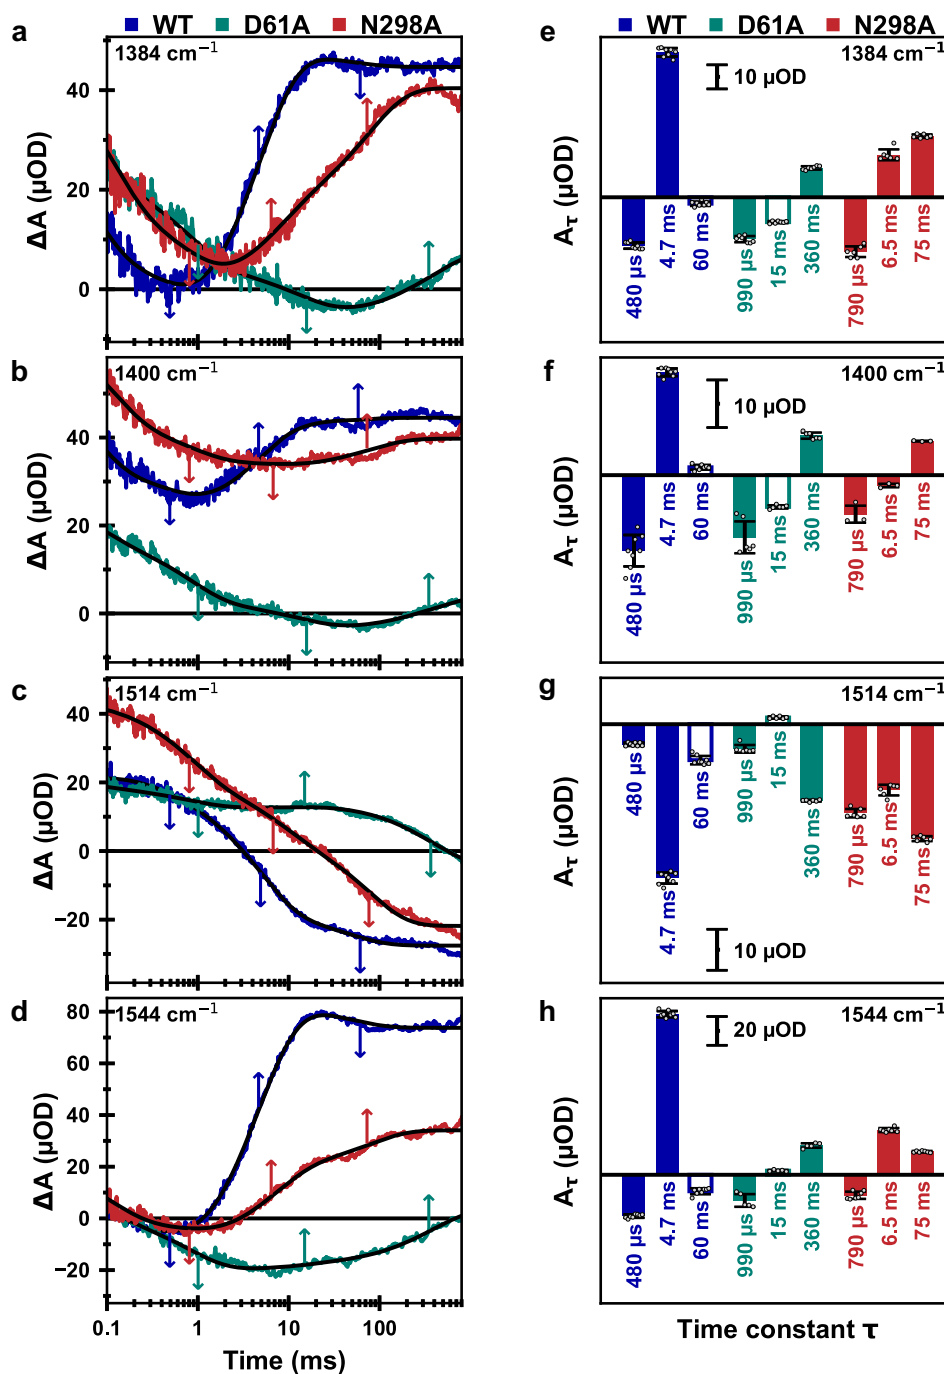 WT D61A N298A
a
1384 cm⁻¹
ΔA (μOD)
40
20
0
b
1400 cm⁻¹
ΔA (μOD)
40
20
0
c
1514 cm⁻¹
ΔA (μOD)
40
20
0
−20
d
1544 cm⁻¹
ΔA (μOD)
80
60
40
20
0
−20
0.1 1 10 100
Time (ms)
WT D61A N298A
e
1384 cm⁻¹
10 μOD
Aτ (μOD)
480 μs 4.7 ms 60 ms 990 μs 15 ms 360 ms 790 μs 6.5 ms 75 ms
f
1400 cm⁻¹
10 μOD
Aτ (μOD)
480 μs 4.7 ms 60 ms 990 μs 15 ms 360 ms 790 μs 6.5 ms 75 ms
g
1514 cm⁻¹
Aτ (μOD)
480 μs 4.7 ms 60 ms 990 μs 15 ms 360 ms 790 μs 6.5 ms 75 ms
10 μOD
h
1544 cm⁻¹
20 μOD
Aτ (μOD)
480 μs 4.7 ms 60 ms 990 μs 15 ms 360 ms 790 μs 6.5 ms 75 ms
Time constant τ